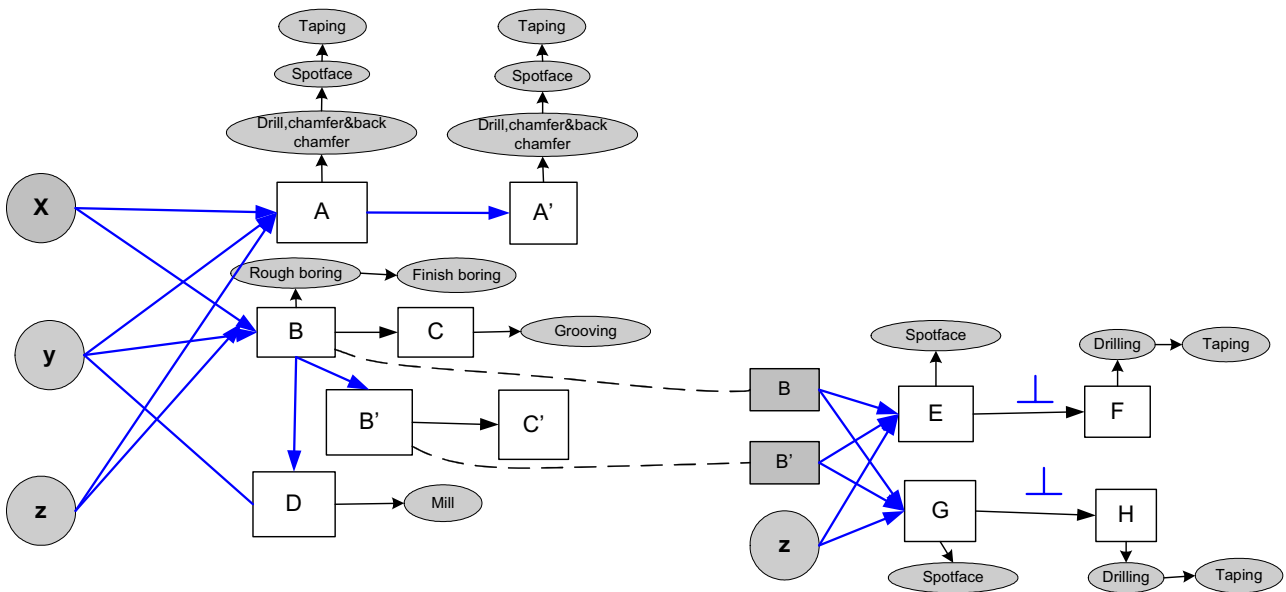 Taping
Taping
Spotface
Spotface
Drill,chamfer&back
chamfer
Drill,chamfer&back
chamfer
X
A
A'
Rough boring
Finish boring
y
B
C
Grooving
B'
C'
z
D
Mill
Spotface
Drilling
Taping
B
E
F
B'
G
H
z
Spotface
Drilling
Taping